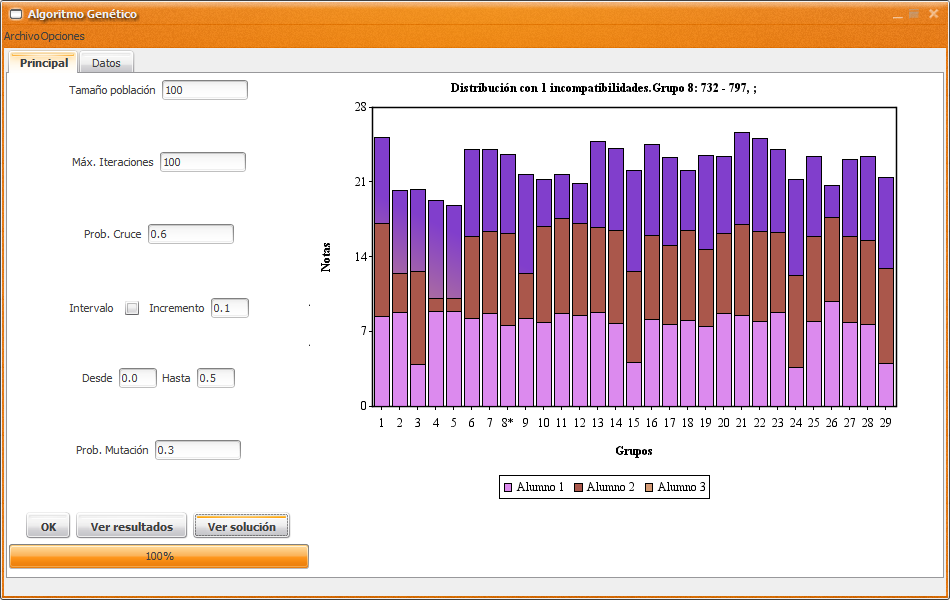 Algoritmo Genético
Archivo Opciones
Principal Datos
Tamaño población 100
Máx. Iteraciones 100
Prob. Cruce 0.6
Intervalo Incremento 0.1
Desde 0.0 Hasta 0.5
Prob. Mutación 0.3
OK Ver resultados Ver solución
100%
Distribución con 1 incompatibilidades.Grupo 8: 732 - 797, ;
28
21
14
7
0
Notas
1 2 3 4 5 6 7 8* 9 10 11 12 13 14 15 16 17 18 19 20 21 22 23 24 25 26 27 28 29
Grupos
Alumno 1 Alumno 2 Alumno 3